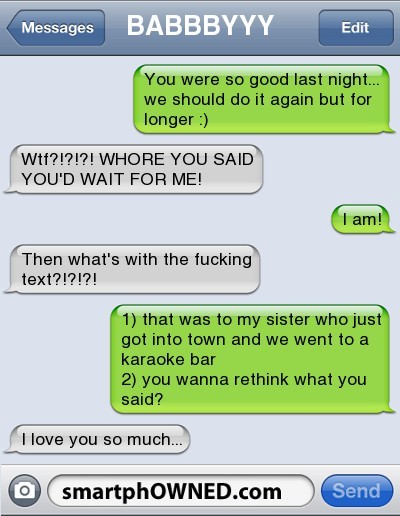 Messages
BABBBYYY
Edit
You were so good last night...
we should do it again but for
longer :)
Wtf?!?!?! WHORE YOU SAID
YOU'D WAIT FOR ME!
I am!
Then what's with the fucking
text?!?!?!
1) that was to my sister who just
got into town and we went to a
karaoke bar
2) you wanna rethink what you
said?
I love you so much...
smartphOWNED.com
Send